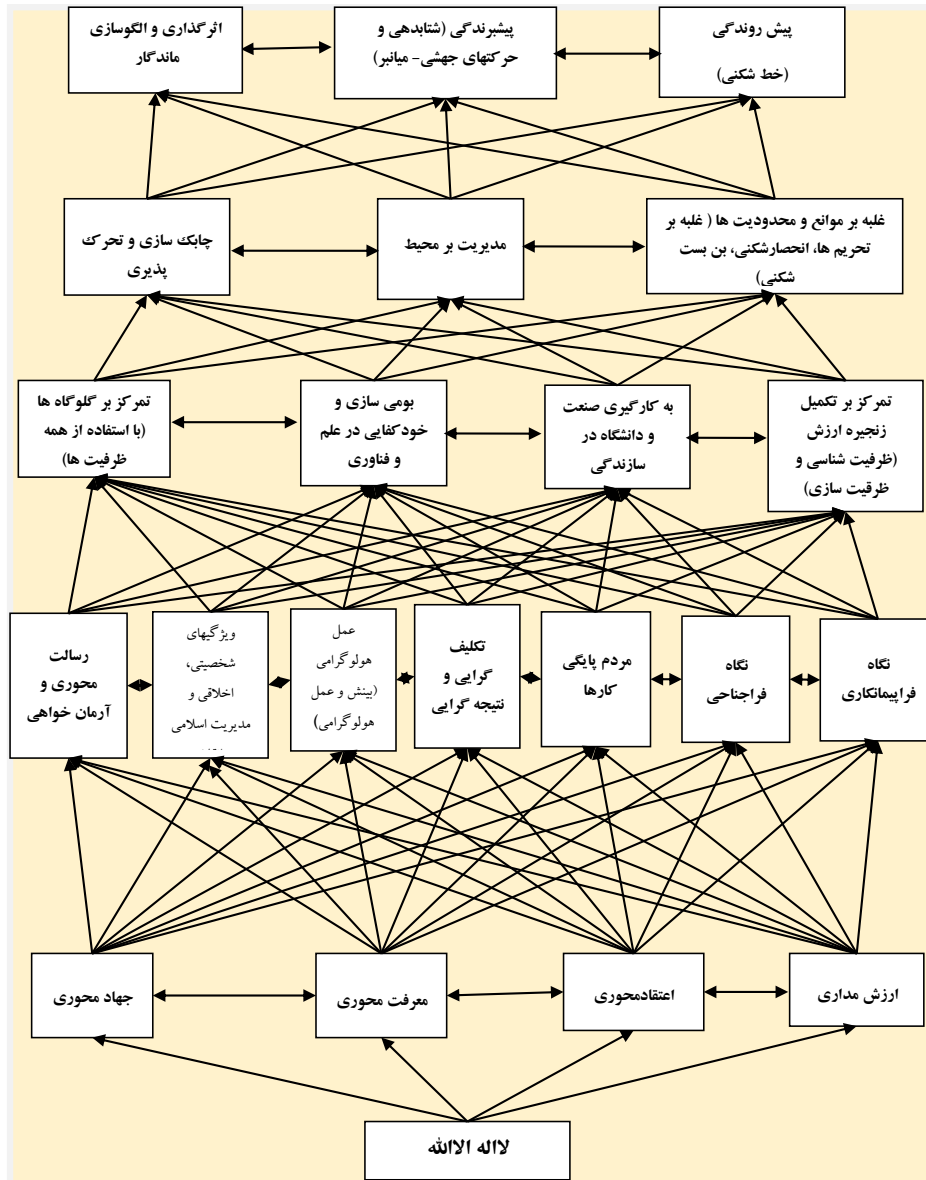 پیش روندگی
(خط شکنی)
پیشبرندگی (شتابدهی و
حرکتهای جهشی- میانبر)
اثرگذاری و الگوسازی
ماندگار
غلبه بر موانع و محدودیت ها ( غلبه بر
تحریم ها، انحصارشکنی، بن بست
شکنی)
مدیریت بر محیط
چابک سازی و تحرک
پذیری
تمرکز بر تکمیل
زنجیره ارزش
(ظرفیت شناسی و
ظرقیت سازی)
به کارگیری صنعت
و دانشگاه در
سازندگی
بومی سازی و
خودکفایی در علم
و فناوری
تمرکز بر گلوگاه ها
(با استفاده از همه
ظرفیت ها)
نگاه
فراپیمانکاری
نگاه
فراجناحی
مردم پایگی
کارها
تکلیف
گرایی و
نتیجه گرایی
عمل
هولوگرامی
(بینش و عمل
هولوگرامی)
ویژگیهای
شخصیتی،
اخلاقی و
مدیریت اسلامی
رسالت
محوری و
آرمان خواهی
ارزش مداری
اعتقادمحوری
معرفت محوری
جهاد محوری
لااله الاالله